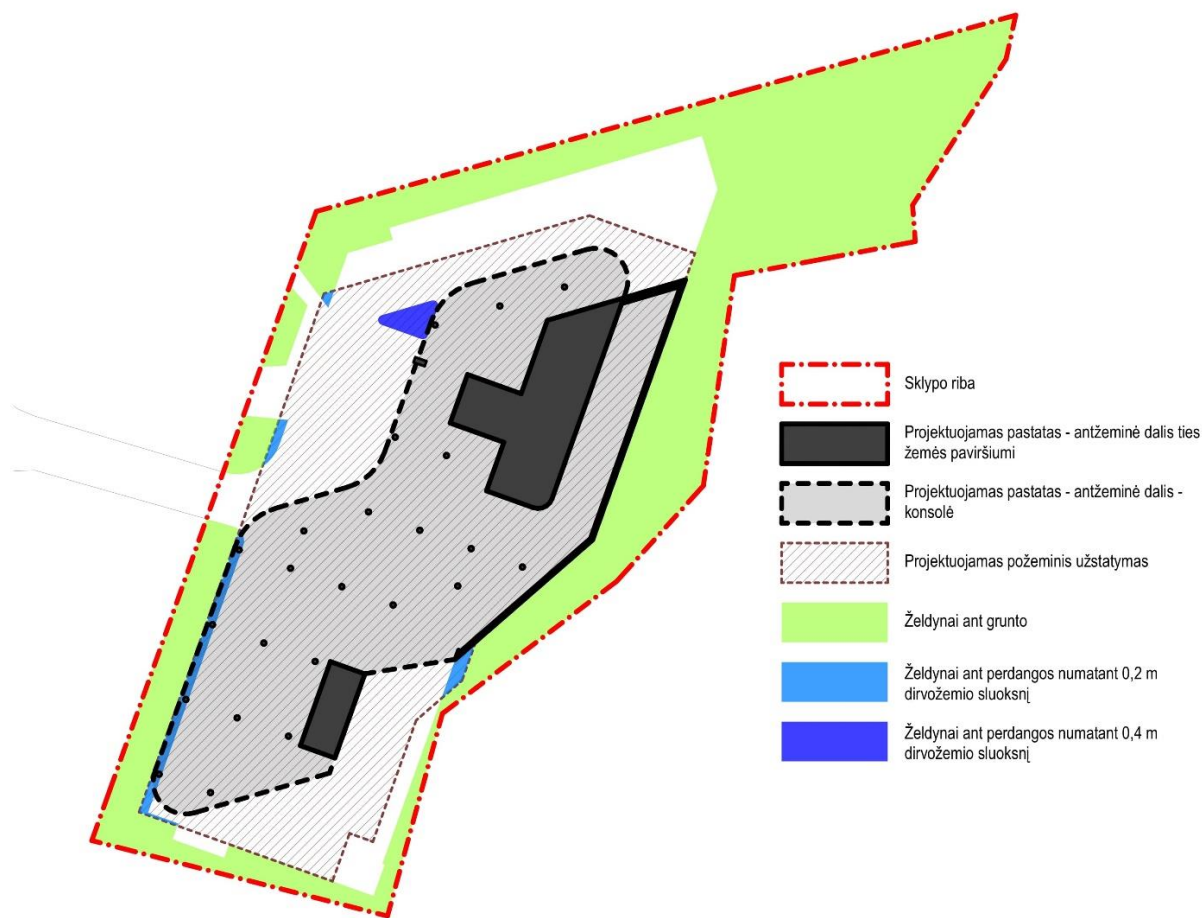 Sklypo riba
Projektuojamas pastatas - antžeminė dalis ties
žemės paviršiumi
Projektuojamas pastatas - antžeminė dalis -
konsolė
Projektuojamas požeminis užstatymas
Želdynai ant grunto
Želdynai ant perdangos numatant 0,2 m
dirvožemio sluoksnį
Želdynai ant perdangos numatant 0,4 m
dirvožemio sluoksnį